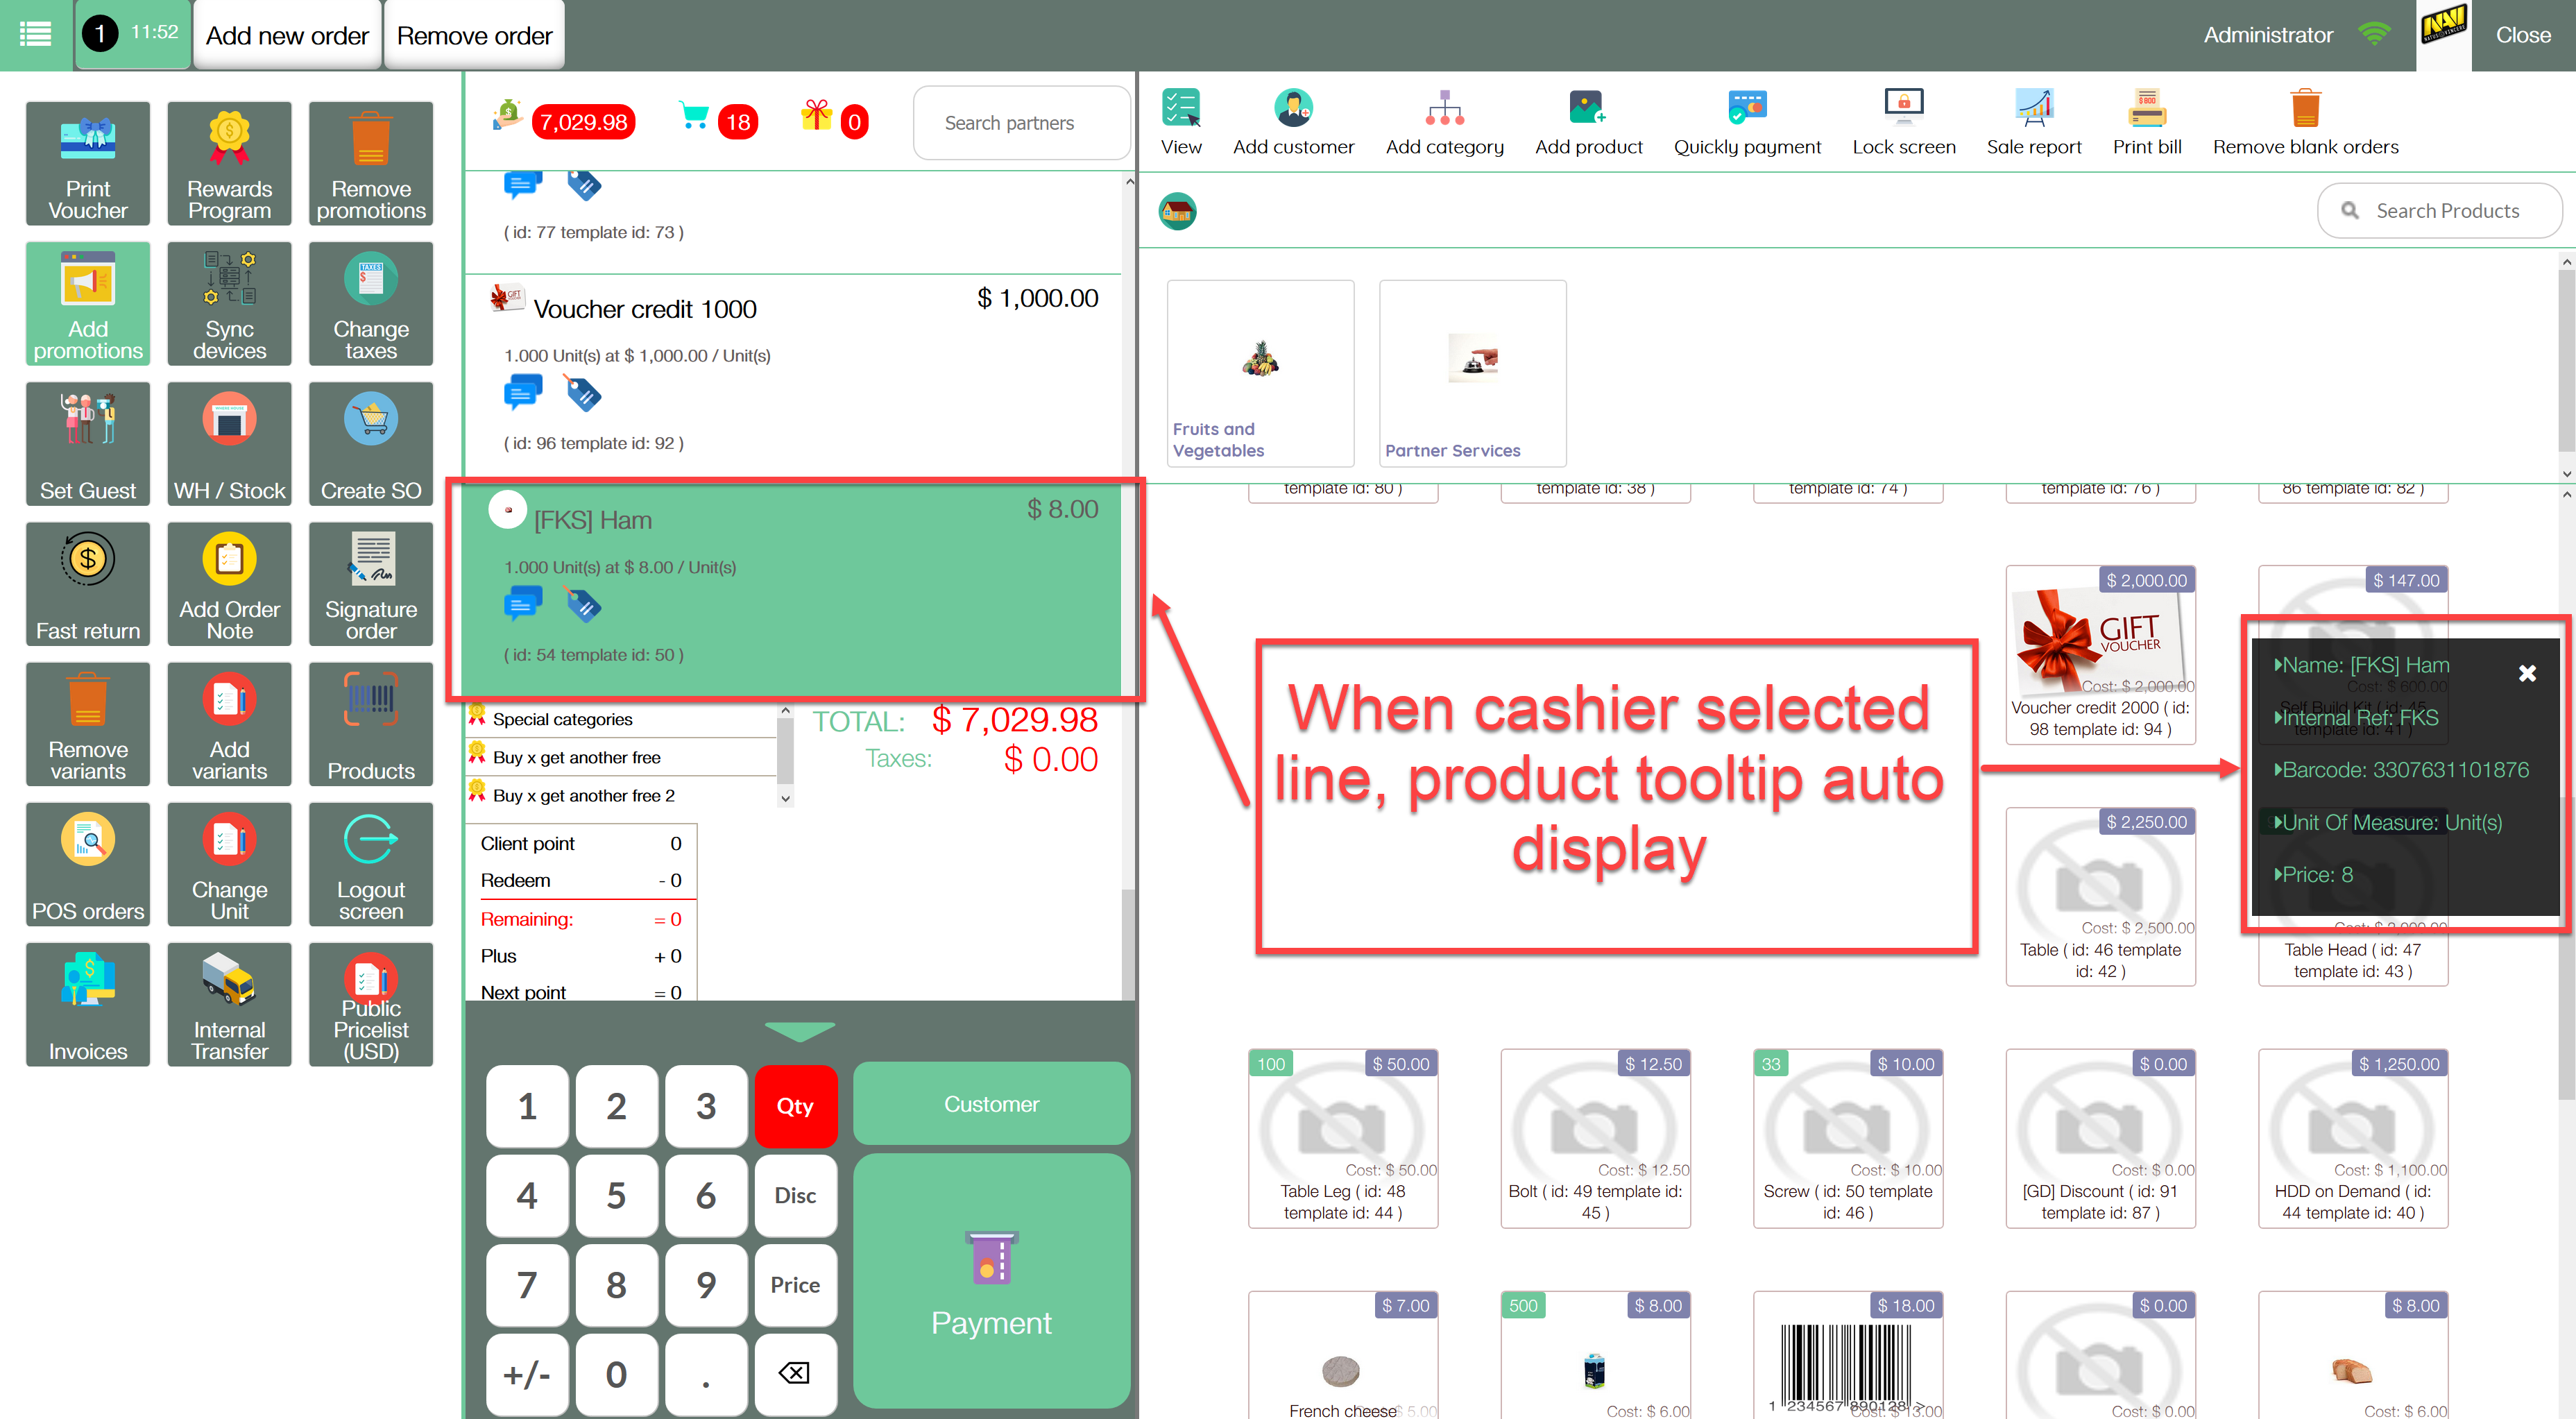 1 11:52 Add new order Remove order
Administrator Close
Print
Voucher
Rewards
Program
Remove
promotions
Add
promotions
Sync
devices
Change
taxes
Set Guest
WH / Stock
Create SO
Fast return
Add Order
Note
Signature
order
Remove
variants
Add
variants
Products
POS orders
Change
Unit
Logout
screen
Invoices
Internal
Transfer
Public
Pricelist
(USD)
7,029.98
18
0
Search partners
( id: 77 template id: 73 )
Voucher credit 1000
$ 1,000.00
1.000 Unit(s) at $ 1,000.00 / Unit(s)
( id: 96 template id: 92 )
[FKS] Ham
$ 8.00
1.000 Unit(s) at $ 8.00 / Unit(s)
( id: 54 template id: 50 )
Special categories
Buy x get another free
Buy x get another free 2
TOTAL: $ 7,029.98
Taxes: $ 0.00
Client point 0
Redeem - 0
Remaining: = 0
Plus + 0
Next point = 0
1 2 3 Qty
4 5 6 Disc
7 8 9 Price
+/- 0 .
Customer
Payment
View
Add customer
Add category
Add product
Quickly payment
Lock screen
Sale report
Print bill
Remove blank orders
Search Products
Fruits and
Vegetables
Partner Services
template id: 80 )
template id: 38 )
template id: 74 )
template id: 76 )
86 template id: 82 )
$ 2,000.00
GIFT
VOUCHER
Cost: $ 2,000.00
Voucher credit 2000 ( id:
98 template id: 94 )
$ 147.00
Cost: $ 600.00
Self Build Kit ( id: 45
template id: 41 )
Name: [FKS] Ham
Internal Ref: FKS
Barcode: 3307631101876
Unit Of Measure: Unit(s)
Price: 8
When cashier selected
line, product tooltip auto
display
$ 2,250.00
Cost: $ 2,500.00
Table ( id: 46 template
id: 42 )
Table Head ( id: 47
template id: 43 )
100
$ 50.00
Cost: $ 50.00
Table Leg ( id: 48
template id: 44 )
$ 12.50
Cost: $ 12.50
Bolt ( id: 49 template id:
45 )
33
$ 10.00
Cost: $ 10.00
Screw ( id: 50 template
id: 46 )
$ 0.00
Cost: $ 0.00
[GD] Discount ( id: 91
template id: 87 )
$ 1,250.00
Cost: $ 1,100.00
HDD on Demand ( id:
44 template id: 40 )
$ 7.00
French cheese $ 5.00
500
$ 8.00
Cost: $ 6.00
$ 18.00
1 234567 890128 >
Cost: $ 13.00
$ 0.00
Cost: $ 0.00
$ 8.00
Cost: $ 6.00